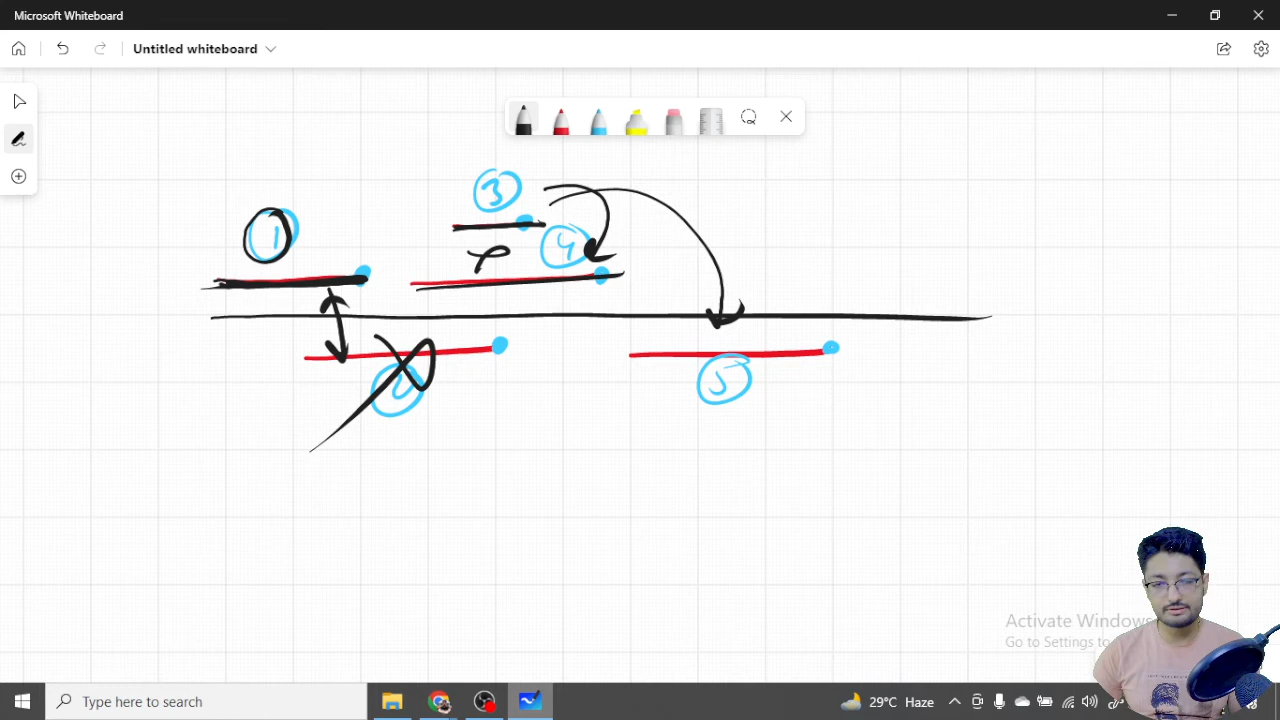 Microsoft Whiteboard
Untitled whiteboard
3
1
4
2
5
Activate Windows
Go to Settings to
Type here to search
29°C Haze